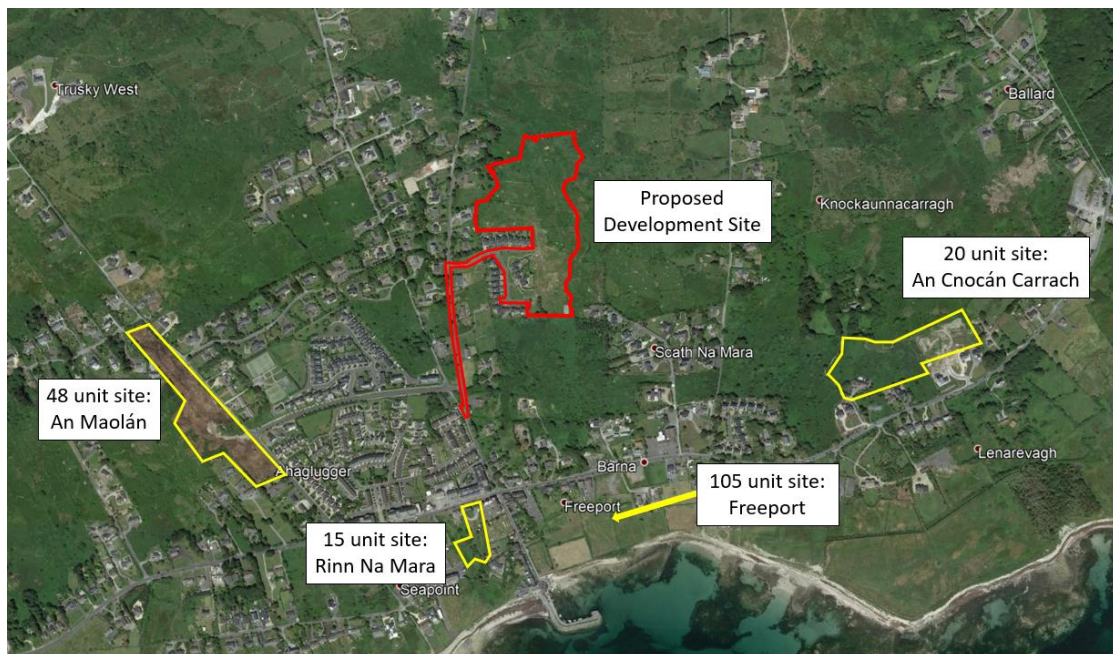 Trusky West
Ballard
Proposed
Development Site
Knockaunnacarragh
20 unit site:
An Cnocán Carrach
Scath Na Mara
48 unit site:
An Maolán
Ahaglugger
Barna
Lenarevagh
105 unit site:
Freeport
Freeport
15 unit site:
Rinn Na Mara
Seapoint